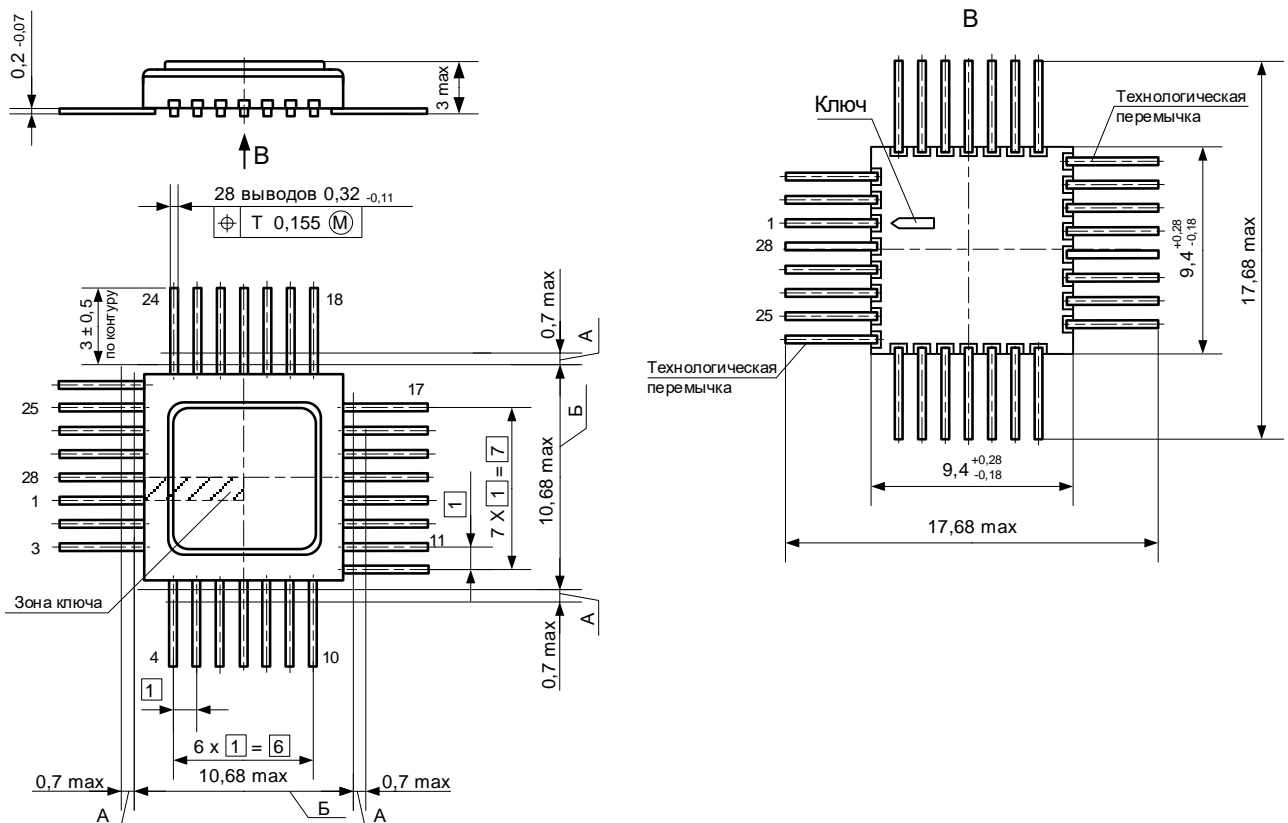 0,2 -0,07
3 max
В
28 выводов 0,32 -0,11
⌖ Т 0,155 Ⓜ
3 ± 0,5
по контуру
24
18
0,7 max
А
25
17
28
1
3
11
1
7 X 1 = 7
10,68 max
Б
Зона ключа
А
0,7 max
4
10
1
6 x 1 = 6
10,68 max
0,7 max
0,7 max
А
Б
А
В
Ключ
Технологическая
перемычка
1
28
25
9,4 +0,28 -0,18
17,68 max
Технологическая
перемычка
9,4 +0,28 -0,18
17,68 max